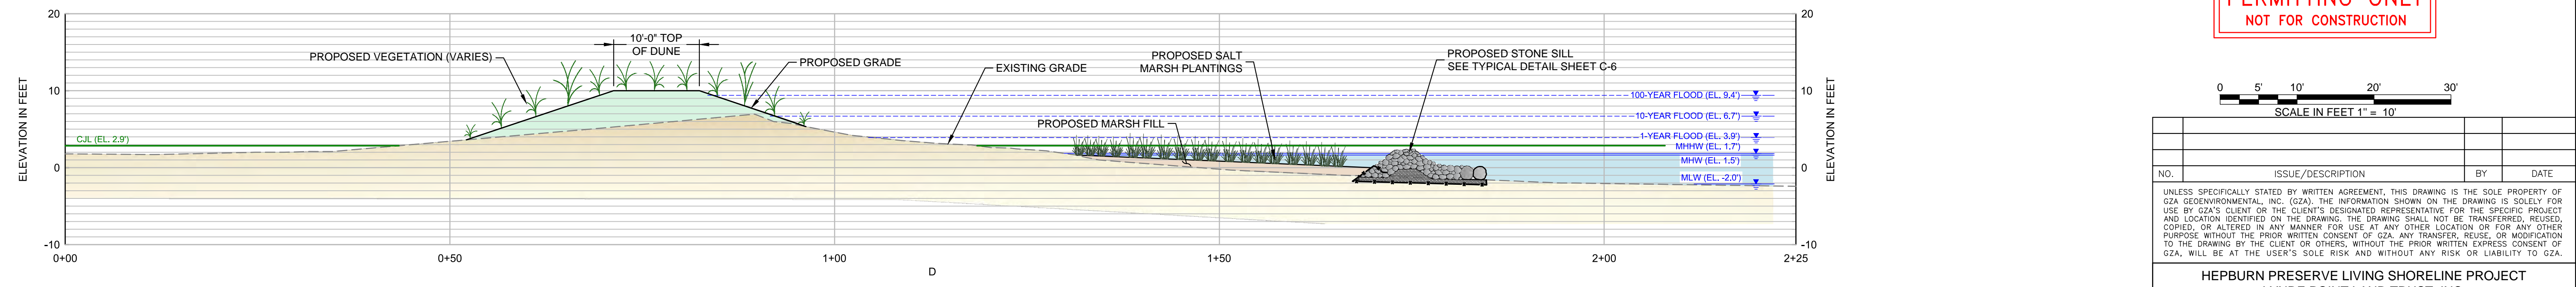 PERMITTING ONLY
NOT FOR CONSTRUCTION
20
10
0
-10
ELEVATION IN FEET
PROPOSED VEGETATION (VARIES)
10'-0" TOP
OF DUNE
PROPOSED GRADE
EXISTING GRADE
PROPOSED SALT
MARSH PLANTINGS
PROPOSED STONE SILL
SEE TYPICAL DETAIL SHEET C-6
PROPOSED MARSH FILL
CJL (EL. 2.9')
100-YEAR FLOOD (EL. 9.4')
10-YEAR FLOOD (EL. 6.7')
1-YEAR FLOOD (EL. 3.9')
MHHW (EL. 1.7')
MHW (EL. 1.5')
MLW (EL. -2.0')
20
10
0
-10
ELEVATION IN FEET
0+00
0+50
1+00
1+50
2+00
2+25
D
0 5' 10' 20' 30'
SCALE IN FEET 1" = 10'
NO. ISSUE/DESCRIPTION BY DATE
UNLESS SPECIFICALLY STATED BY WRITTEN AGREEMENT, THIS DRAWING IS THE SOLE PROPERTY OF
GZA GEOENVIRONMENTAL, INC. (GZA). THE INFORMATION SHOWN ON THE DRAWING IS SOLELY FOR
USE BY GZA'S CLIENT OR THE CLIENT'S DESIGNATED REPRESENTATIVE FOR THE SPECIFIC PROJECT
AND LOCATION IDENTIFIED ON THE DRAWING. THE DRAWING SHALL NOT BE TRANSFERRED, REUSED,
COPIED, OR ALTERED IN ANY MANNER FOR USE AT ANY OTHER LOCATION OR FOR ANY OTHER
PURPOSE WITHOUT THE PRIOR WRITTEN CONSENT OF GZA. ANY TRANSFER, REUSE, OR MODIFICATION
TO THE DRAWING BY THE CLIENT OR OTHERS, WITHOUT THE PRIOR WRITTEN EXPRESS CONSENT OF
GZA, WILL BE AT THE USER'S SOLE RISK AND WITHOUT ANY RISK OR LIABILITY TO GZA.
HEPBURN PRESERVE LIVING SHORELINE PROJECT